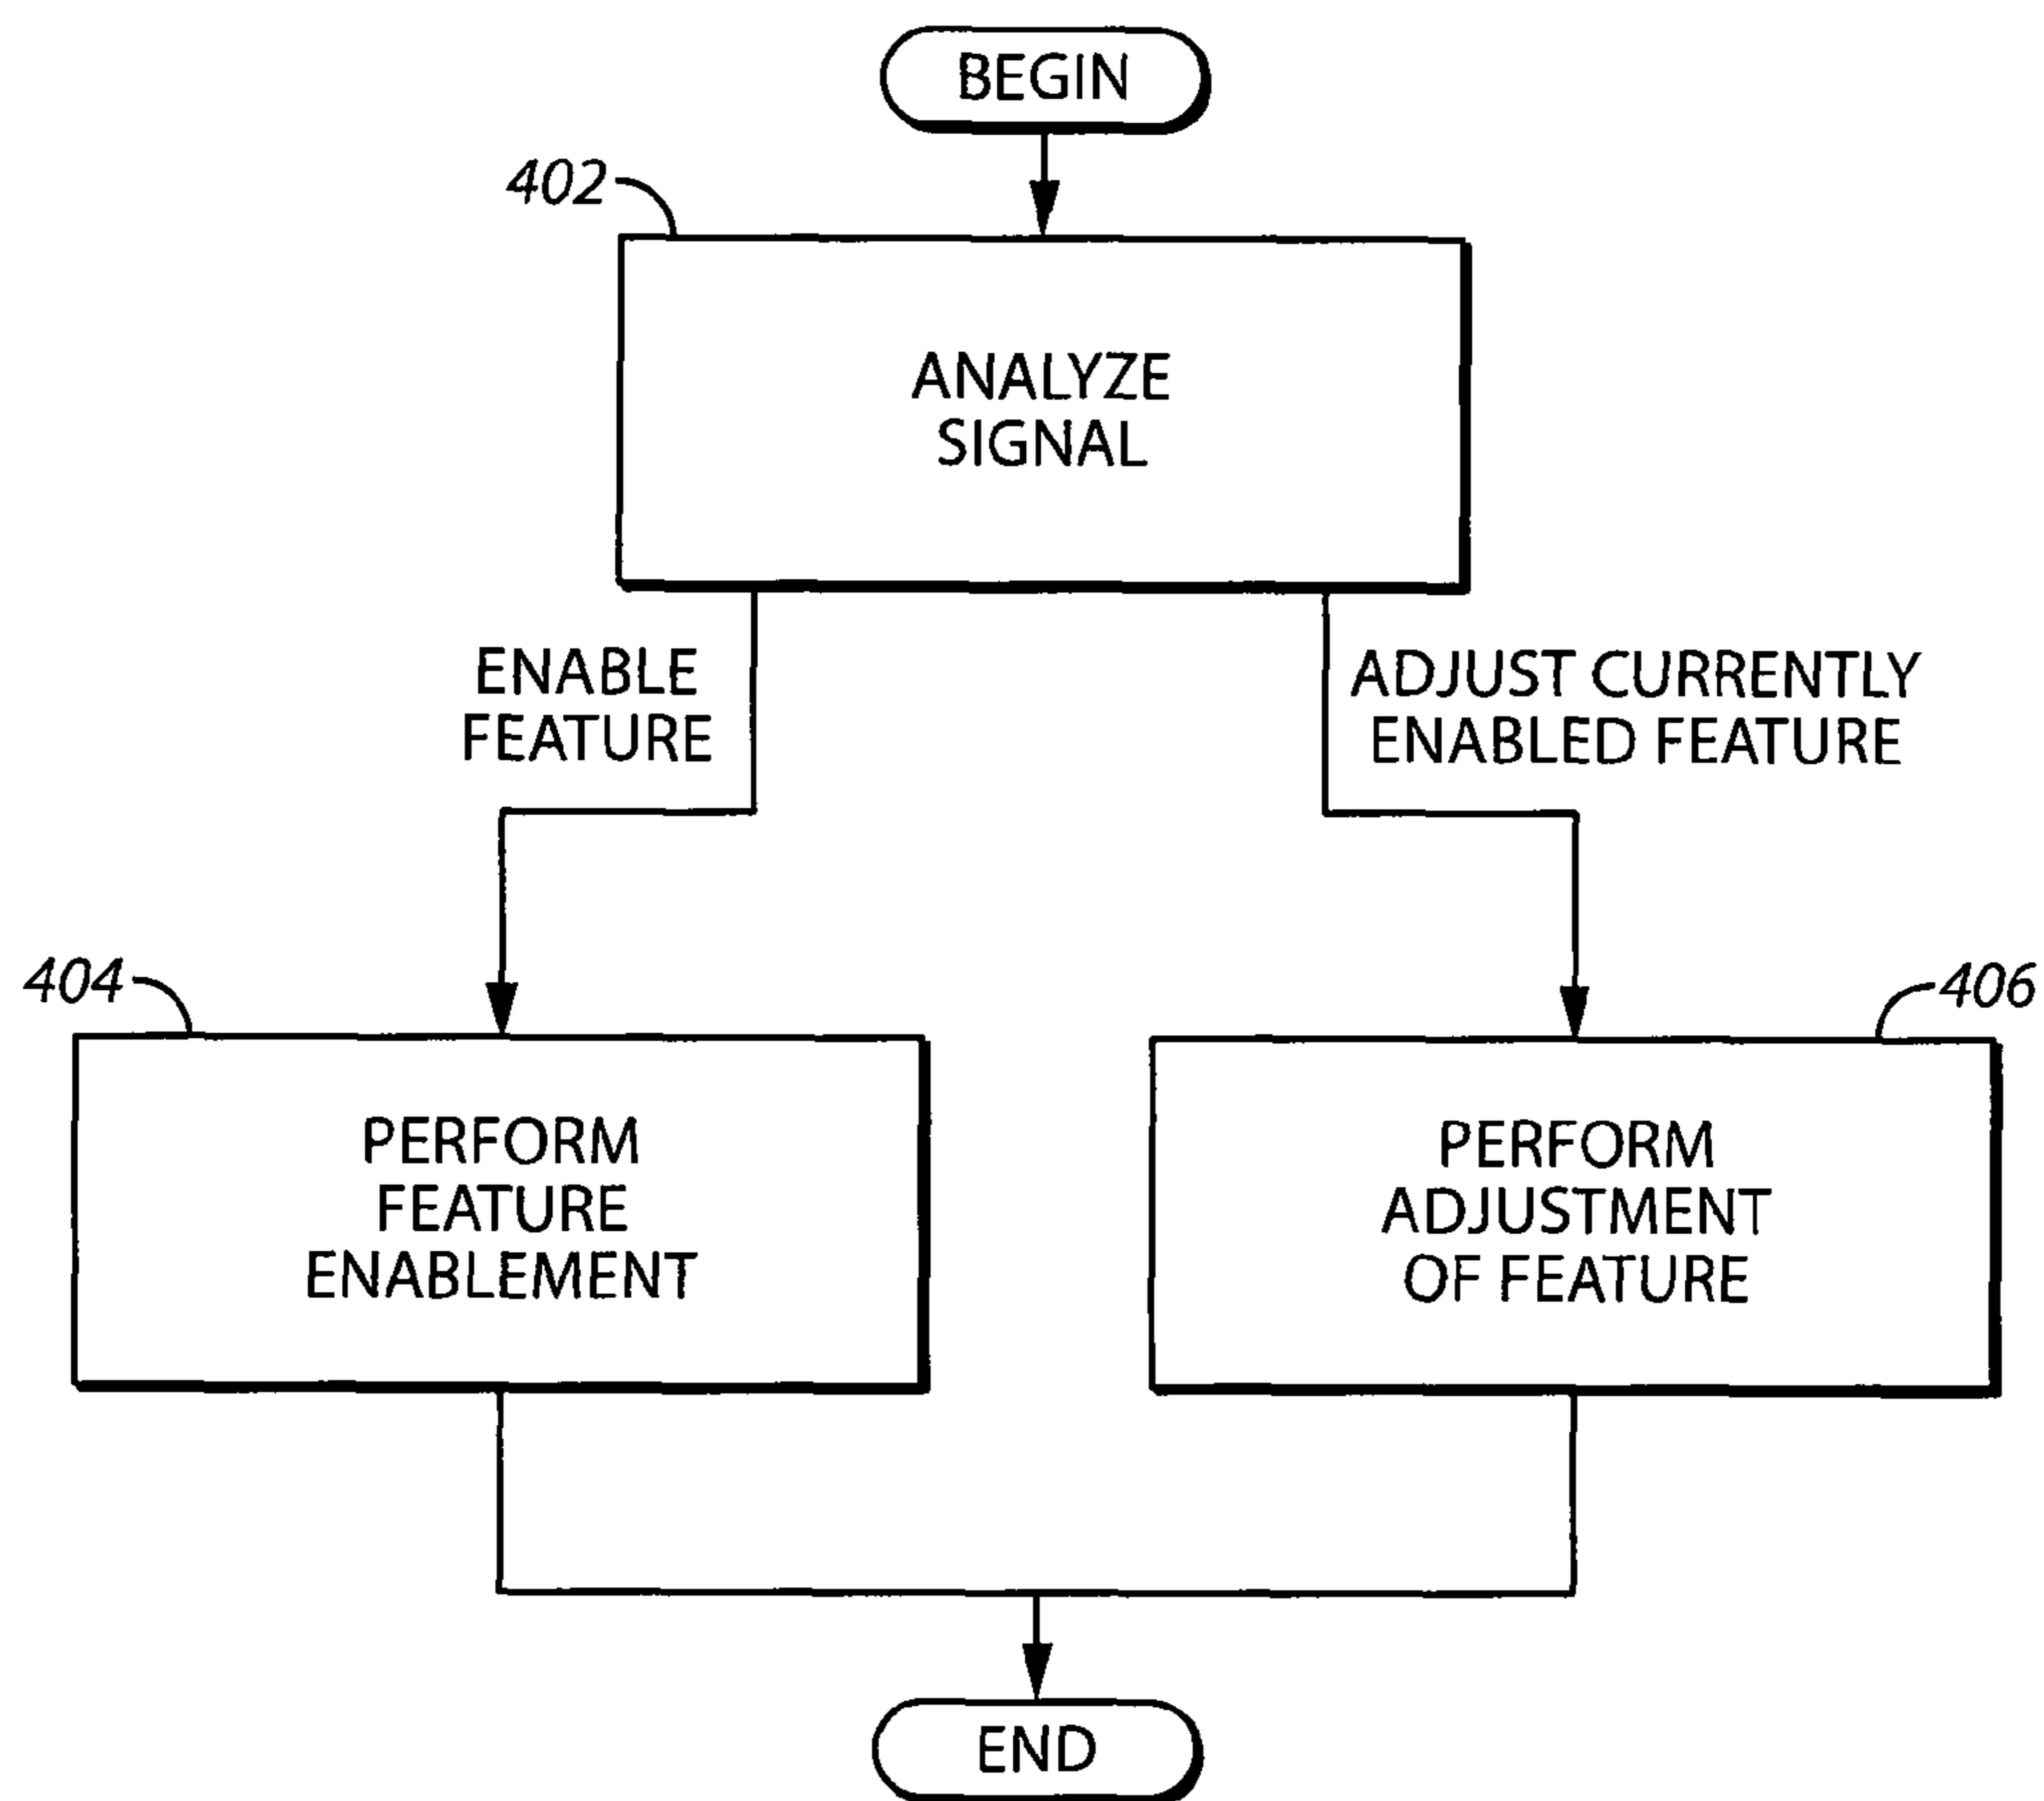 BEGIN
402
ANALYZE
SIGNAL
ENABLE
FEATURE
ADJUST CURRENTLY
ENABLED FEATURE
404
406
PERFORM
FEATURE
ENABLEMENT
PERFORM
ADJUSTMENT
OF FEATURE
END